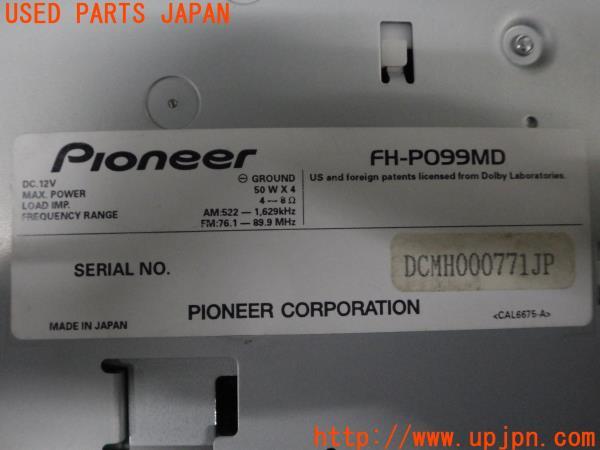 USED PARTS JAPAN
Pioneer
FH-P099MD
DC.12V ⊖ GROUND
MAX. POWER 50 W X 4
LOAD IMP. 4 — 8 Ω
FREQUENCY RANGE AM:522 — 1,629kHz
FM:76.1 — 89.9 MHz
US and foreign patents licensed from Dolby Laboratories.
SERIAL NO. DCMH000771JP
PIONEER CORPORATION
MADE IN JAPAN
<CAL6675-A>
http://www.upjpn.com